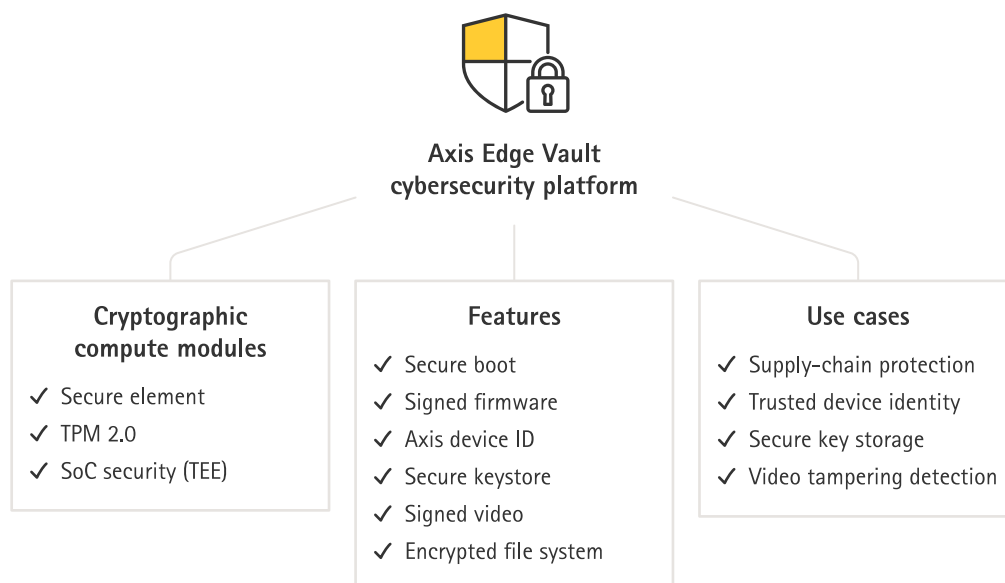 Axis Edge Vault
cybersecurity platform
Cryptographic
compute modules
Secure element
TPM 2.0
SoC security (TEE)
Features
Secure boot
Signed firmware
Axis device ID
Secure keystore
Signed video
Encrypted file system
Use cases
Supply-chain protection
Trusted device identity
Secure key storage
Video tampering detection